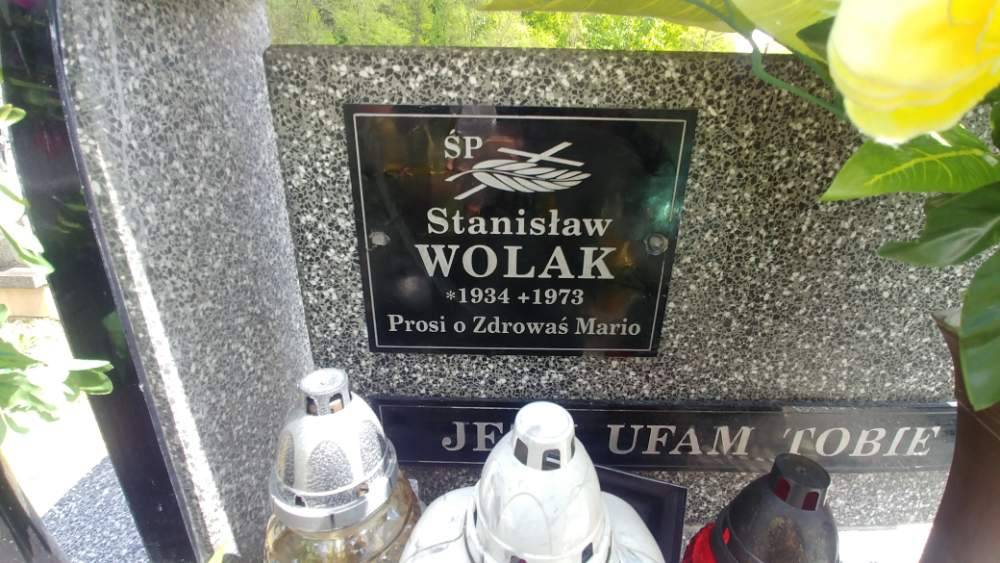 ŚP
Stanisław
WOLAK
*1934 +1973
Prosi o Zdrowaś Mario
UFAM TOBIE